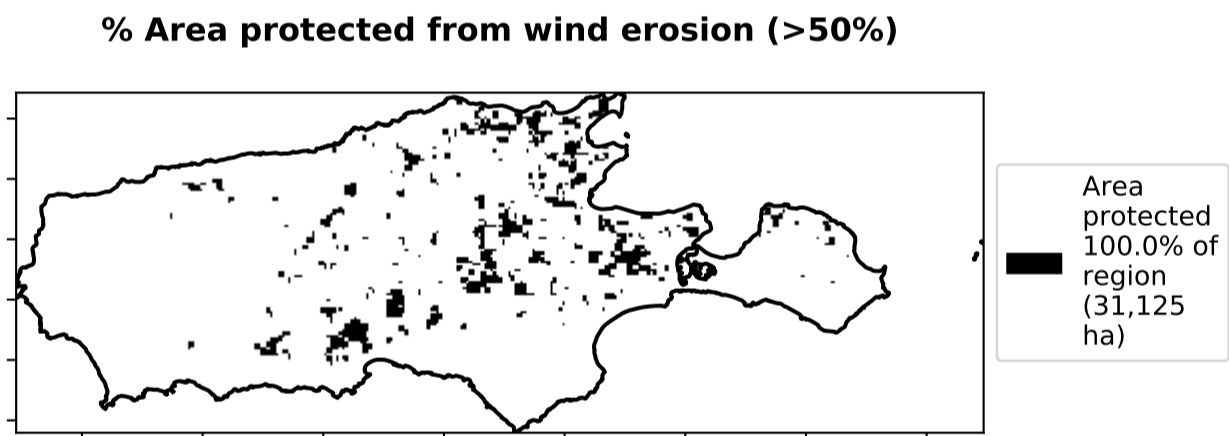 % Area protected from wind erosion (>50%)
Area
protected
100.0% of
region
(31,125
ha)